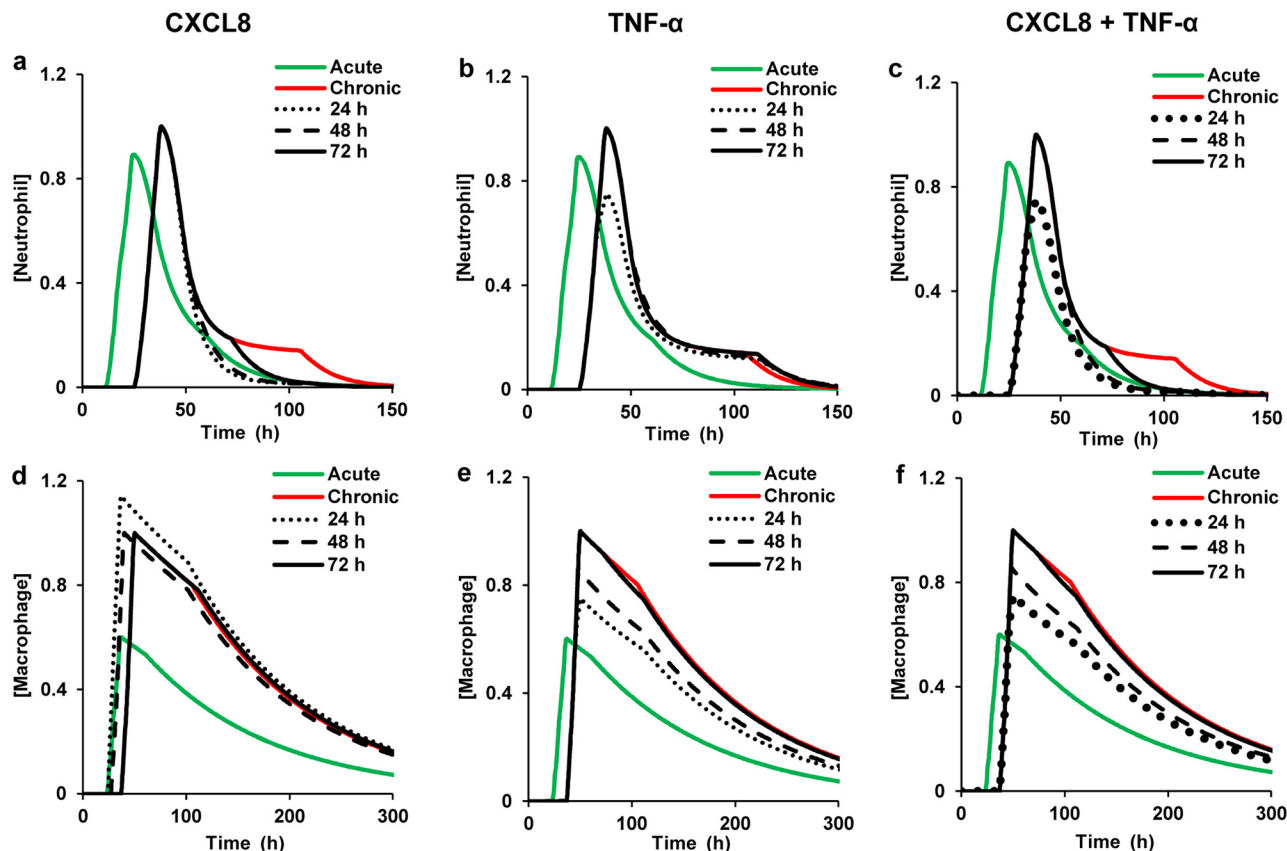 CXCL8
TNF-α
CXCL8 + TNF-α
a
Acute
Chronic
24 h
48 h
72 h
1.2
0.8
0.4
0
[Neutrophil]
0
50
100
150
Time (h)
b
Acute
Chronic
24 h
48 h
72 h
1.2
0.8
0.4
0
[Neutrophil]
0
50
100
150
Time (h)
c
Acute
Chronic
24 h
48 h
72 h
1.2
0.8
0.4
0
[Neutrophil]
0
50
100
150
Time (h)
d
Acute
Chronic
24 h
48 h
72 h
1.2
0.8
0.4
0
[Macrophage]
0
100
200
300
Time (h)
e
Acute
Chronic
24 h
48 h
72 h
1.2
0.8
0.4
0
[Macrophage]
0
100
200
300
Time (h)
f
Acute
Chronic
24 h
48 h
72 h
1.2
0.8
0.4
0
[Macrophage]
0
100
200
300
Time (h)